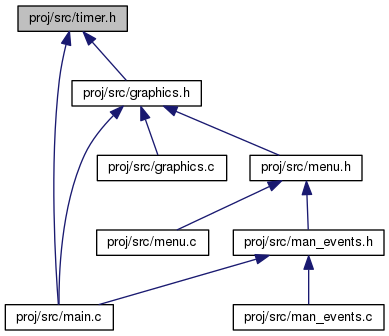 proj/src/timer.h
proj/src/graphics.h
proj/src/graphics.c
proj/src/menu.h
proj/src/menu.c
proj/src/man_events.h
proj/src/main.c
proj/src/man_events.c